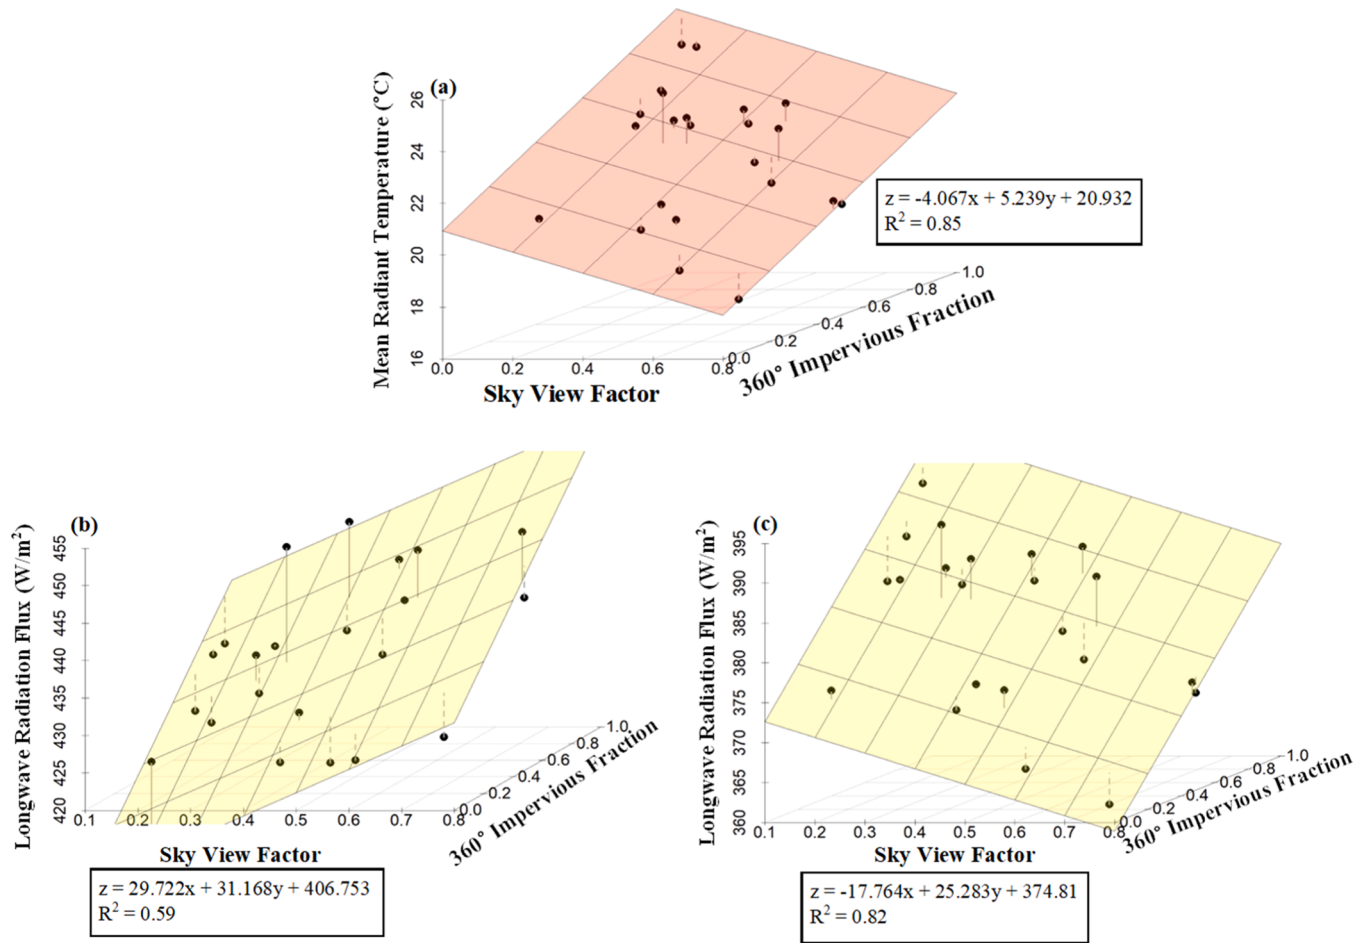 (a)
Mean Radiant Temperature (°C)
26
24
22
20
18
16
0.0 0.2 0.4 0.6 0.8
Sky View Factor
0.0 0.2 0.4 0.6 0.8 1.0
360° Impervious Fraction
z = -4.067x + 5.239y + 20.932
R² = 0.85
(b)
Longwave Radiation Flux (W/m²)
455
450
445
440
435
430
425
420
0.1 0.2 0.3 0.4 0.5 0.6 0.7 0.8
Sky View Factor
0.0 0.2 0.4 0.6 0.8 1.0
360° Impervious Fraction
z = 29.722x + 31.168y + 406.753
R² = 0.59
(c)
Longwave Radiation Flux (W/m²)
395
390
385
380
375
370
365
360
0.1 0.2 0.3 0.4 0.5 0.6 0.7 0.8
Sky View Factor
0.0 0.2 0.4 0.6 0.8 1.0
360° Impervious Fraction
z = -17.764x + 25.283y + 374.81
R² = 0.82